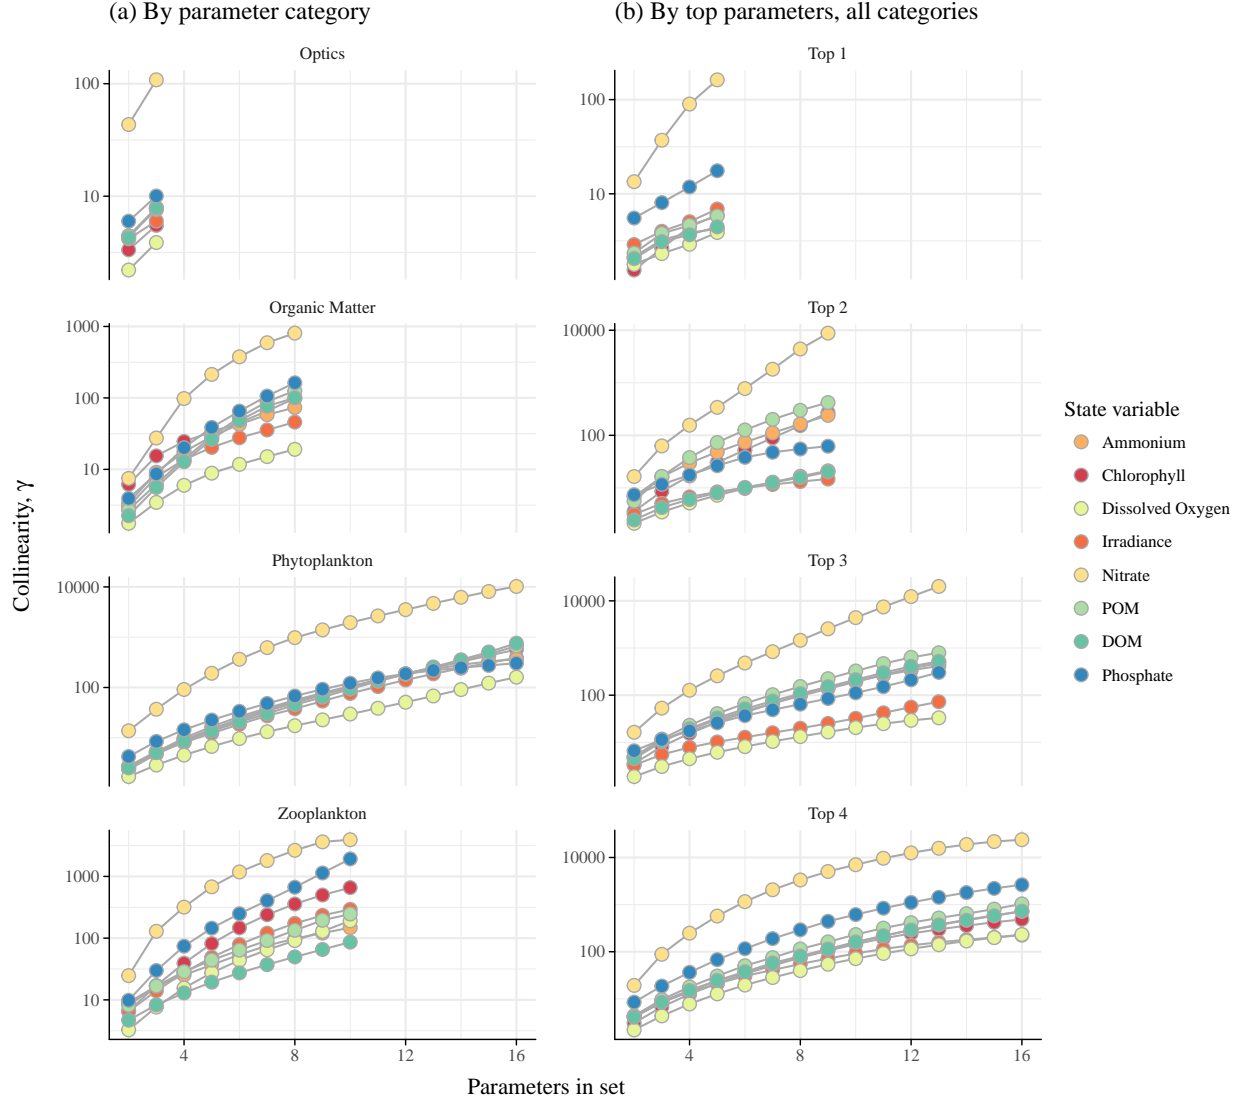 (a) By parameter category
(b) By top parameters, all categories
Optics
100
10
Organic Matter
1000
100
10
Phytoplankton
10000
100
Zooplankton
1000
100
10
4
8
12
16
Top 1
100
10
Top 2
10000
100
Top 3
10000
100
Top 4
10000
100
4
8
12
16
Collinearity, γ
Parameters in set
State variable
Ammonium
Chlorophyll
Dissolved Oxygen
Irradiance
Nitrate
POM
DOM
Phosphate